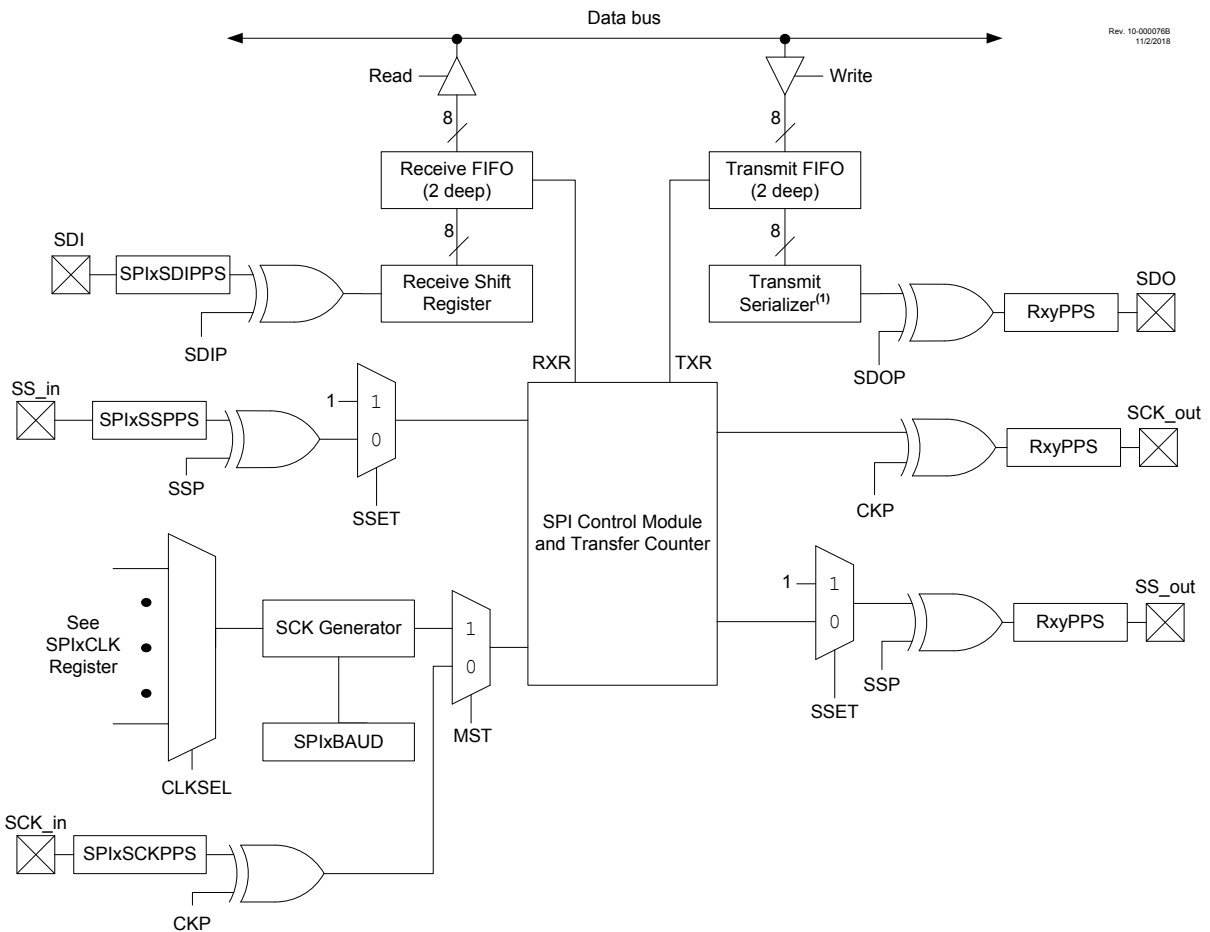 Data bus
Rev. 10-000076B
11/2/2018
Read
Write
8
8
Receive FIFO
(2 deep)
Transmit FIFO
(2 deep)
8
8
SDI
SPIxSDIPPS
Receive Shift
Register
Transmit
Serializer(1)
SDO
RxyPPS
SDIP
SDOP
RXR
TXR
SS_in
SPIxSSPPS
1
1
0
SSP
SSET
SCK_out
RxyPPS
CKP
SPI Control Module
and Transfer Counter
See
SPIxCLK
Register
SCK Generator
1
0
SPIxBAUD
MST
CLKSEL
1
1
0
SS_out
RxyPPS
SSP
SSET
SCK_in
SPIxSCKPPS
CKP